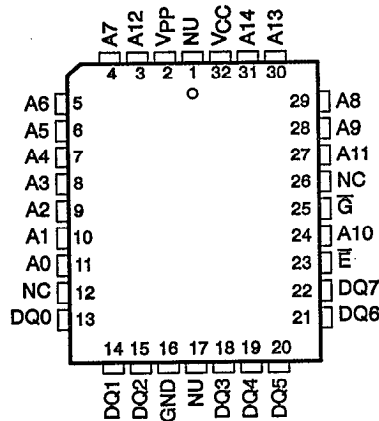 A7 A12 VPP NU VCC A14 A13
4 3 2 1 32 31 30
A6 5 29 A8
A5 6 28 A9
A4 7 27 A11
A3 8 26 NC
A2 9 25 G̅
A1 10 24 A10
A0 11 23 E̅
NC 12 22 DQ7
DQ0 13 21 DQ6
14 15 16 17 18 19 20
DQ1 DQ2 GND NU DQ3 DQ4 DQ5